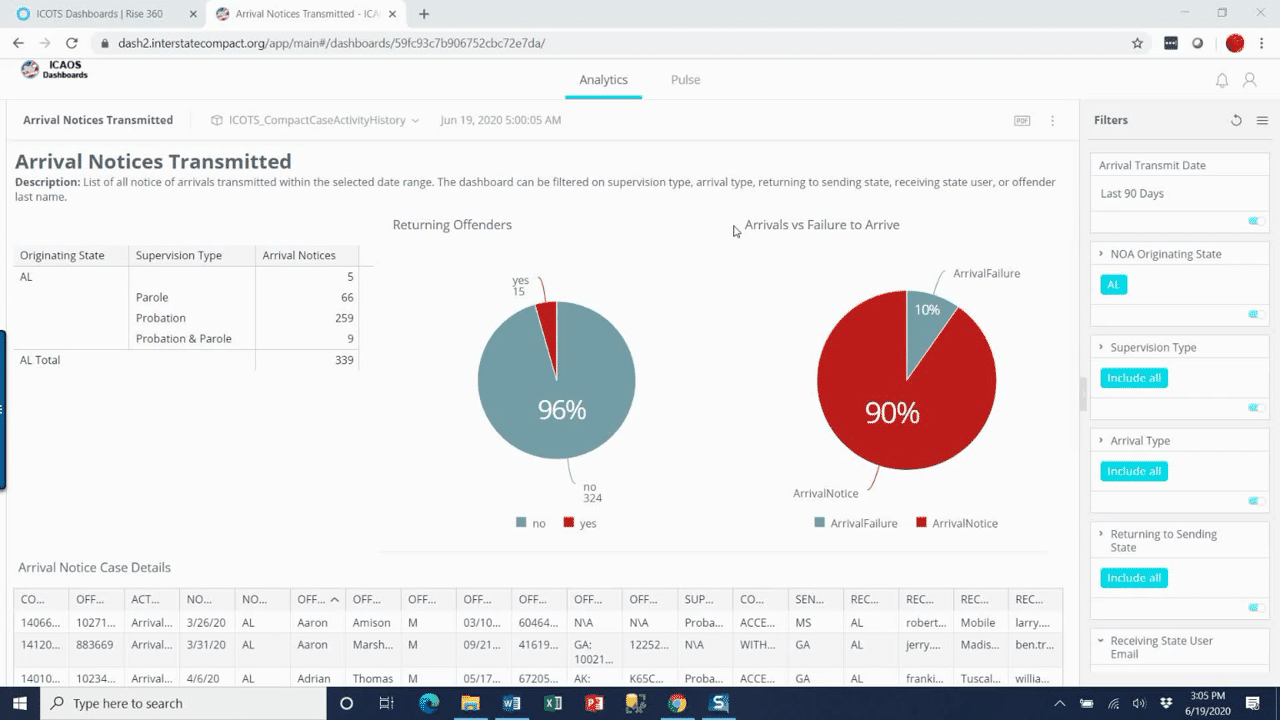 ICOTS Dashboards | Rise 360
Arrival Notices Transmitted - ICA
dash2.interstatecompact.org/app/main#/dashboards/59fc93c7b906752cbc72e7da/
ICAOS
Dashboards
Analytics
Pulse
Arrival Notices Transmitted
ICOTS_CompactCaseActivityHistory
Jun 19, 2020 5:00:05 AM
PDF
Filters
Arrival Notices Transmitted
Description: List of all notice of arrivals transmitted within the selected date range. The dashboard can be filtered on supervision type, arrival type, returning to sending state, receiving state user, or offender
last name.
Originating State Supervision Type Arrival Notices
AL 5
Parole 66
Probation 259
Probation & Parole 9
AL Total 339
Returning Offenders
yes
15
96%
no
324
no yes
Arrivals vs Failure to Arrive
ArrivalFailure
10%
90%
ArrivalNotice
ArrivalFailure ArrivalNotice
Arrival Transmit Date
Last 90 Days
NOA Originating State
AL
Supervision Type
Include all
Arrival Type
Include all
Returning to Sending
State
Include all
Receiving State User
Email
Arrival Notice Case Details
CO... OFF... ACT... NO... NO... OFF... OFF... OFF... OFF... OFF... OFF... OFF... SUP... CO... SEN... REC... REC... REC... REC...
14066... 10271... Arrival... 3/26/20 AL Aaron Amison M 03/10... 60464... N\A N\A Proba... ACCE... MS AL robert... Mobile larry....
14120... 883669 Arrival... 3/31/20 AL Aaron Marsh... M 09/21... 41619... GA: 12252... N\A WITH... GA AL jerry.... Madis... ben.tr...
10021...
14010... 10234... Arrival... 4/6/20 AL Adrian Thomas M 05/17... 67205... AK: K65C... Proba... ACCE... GA AL franki... Tuscal... willia...
Type here to search
3:05 PM
6/19/2020